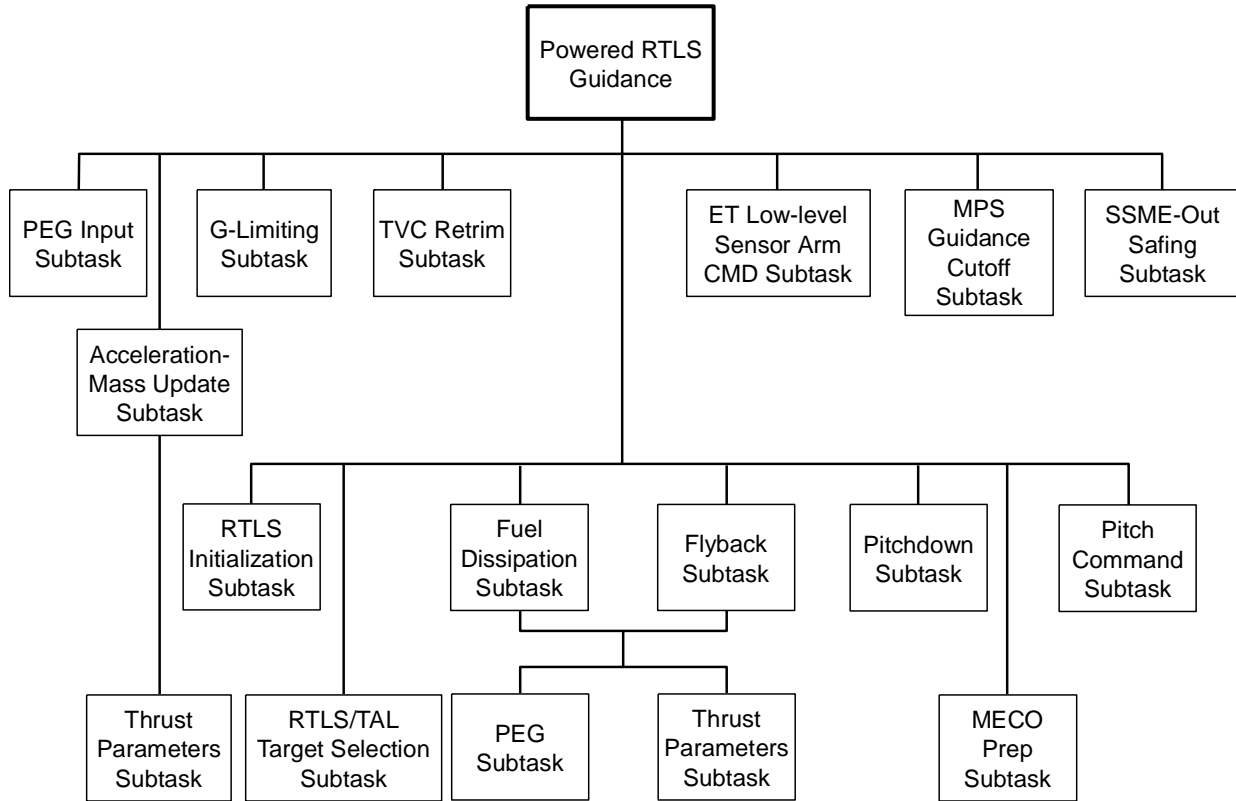 Powered RTLS
Guidance
PEG Input
Subtask
G-Limiting
Subtask
TVC Retrim
Subtask
ET Low-level
Sensor Arm
CMD Subtask
MPS
Guidance
Cutoff
Subtask
SSME-Out
Safing
Subtask
Acceleration-
Mass Update
Subtask
RTLS
Initialization
Subtask
Fuel
Dissipation
Subtask
Flyback
Subtask
Pitchdown
Subtask
Pitch
Command
Subtask
Thrust
Parameters
Subtask
RTLS/TAL
Target Selection
Subtask
PEG
Subtask
Thrust
Parameters
Subtask
MECO
Prep
Subtask